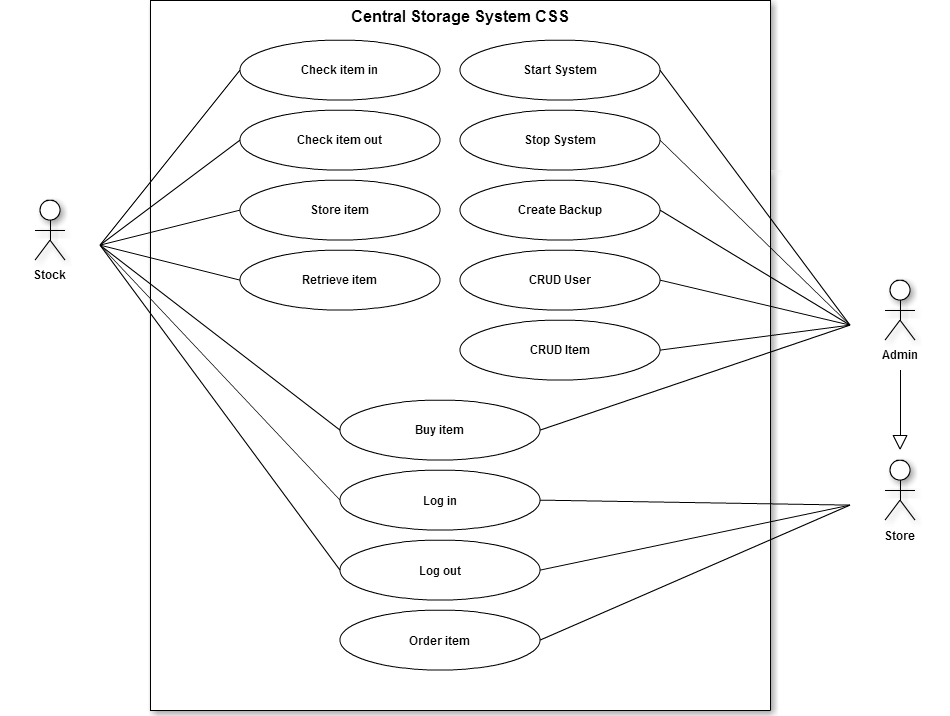 Central Storage System CSS
Check item in
Start System
Check item out
Stop System
Store item
Create Backup
Retrieve item
CRUD User
CRUD Item
Stock
Admin
Buy item
Log in
Log out
Order item
Store